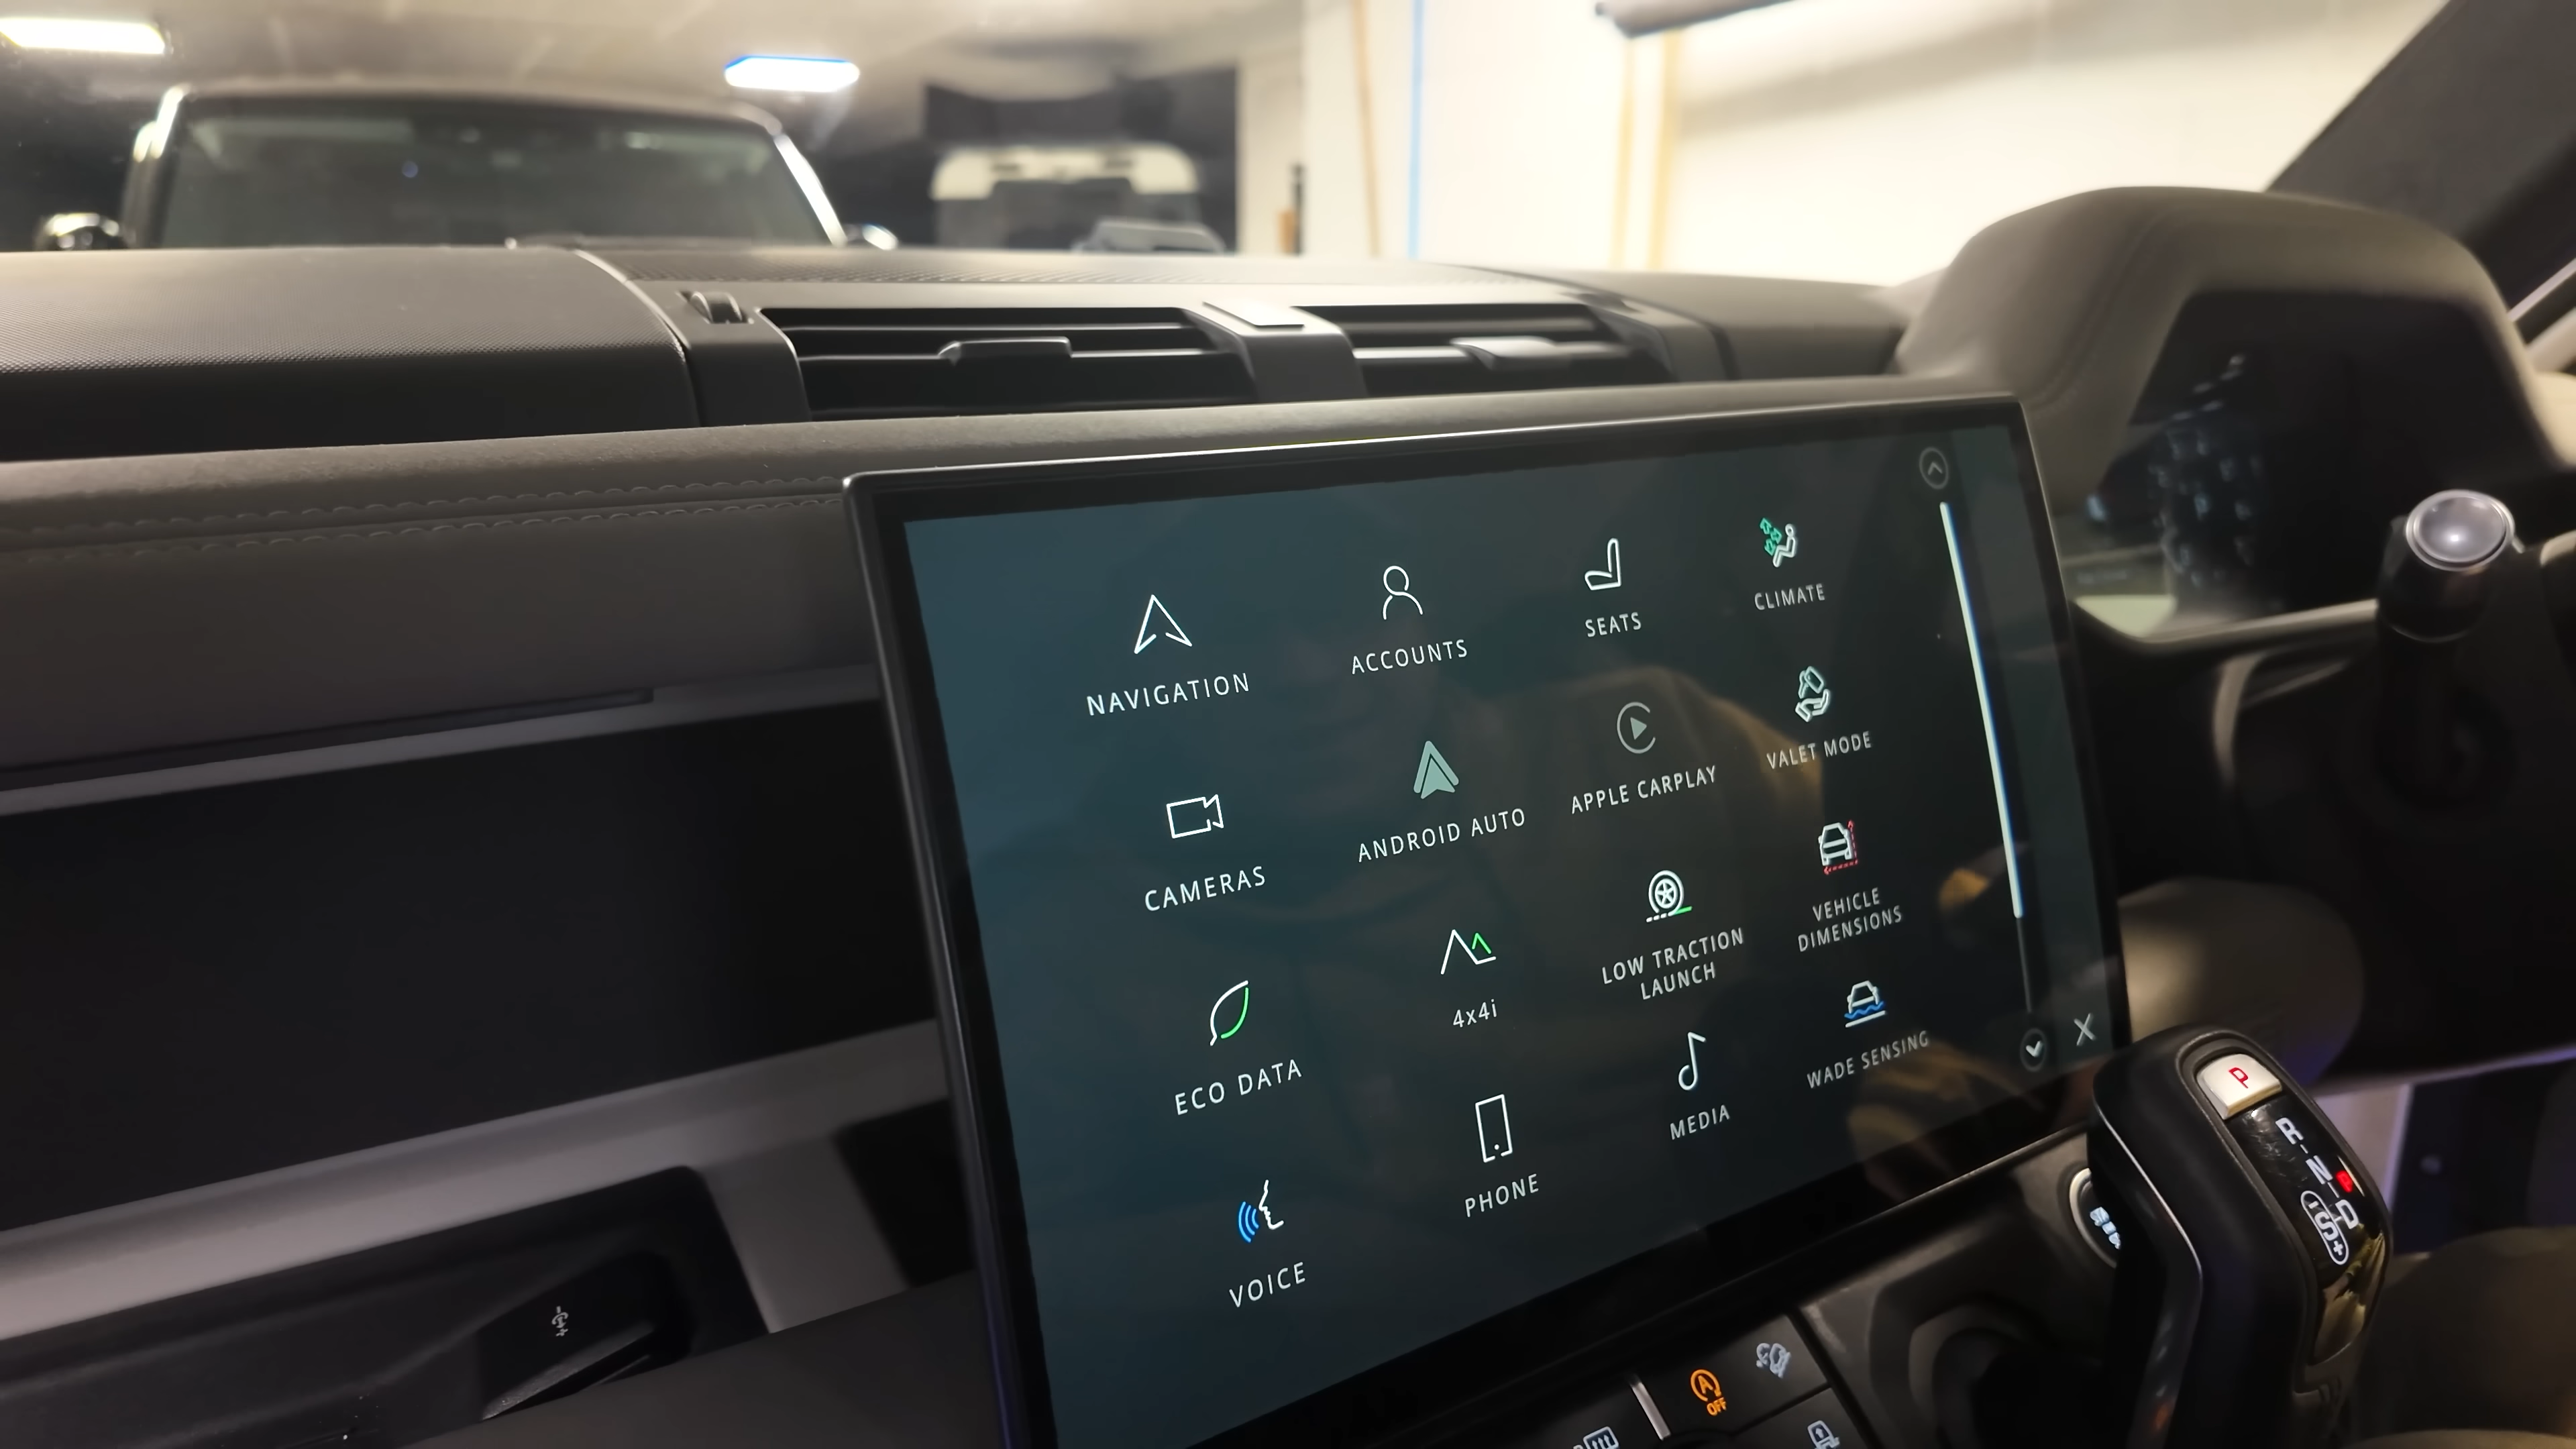 NAVIGATION
ACCOUNTS
SEATS
CLIMATE
CAMERAS
ANDROID AUTO
APPLE CARPLAY
VALET MODE
ECO DATA
4x4i
LOW TRACTION
LAUNCH
VEHICLE
DIMENSIONS
VOICE
PHONE
MEDIA
WADE SENSING
P
R
N
D
S
A
OFF